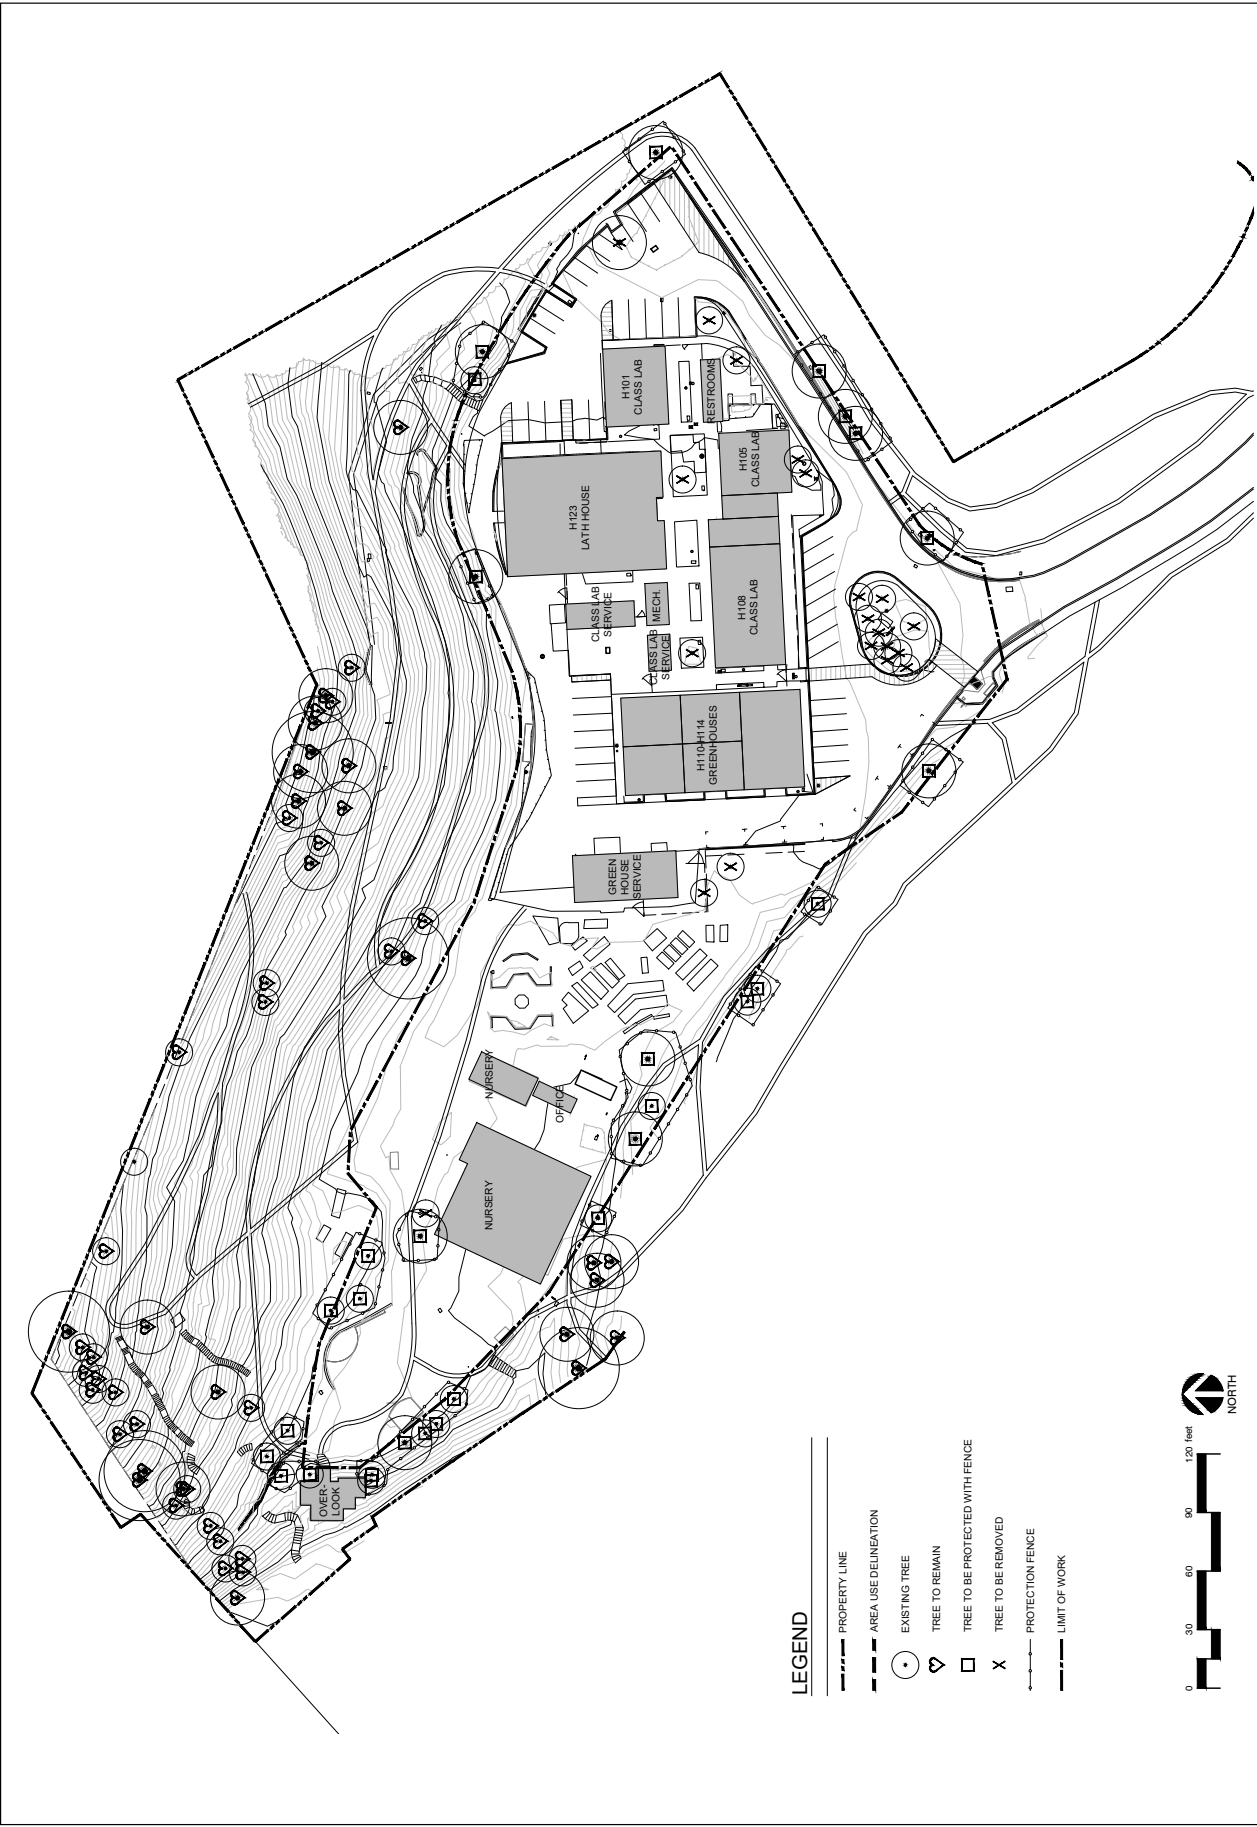 H101
CLASS LAB
RESTROOMS
H105
CLASS LAB
H123
LATH HOUSE
CLASS LAB
SERVICE
MECH.
CLASS LAB
SERVICE
H108
CLASS LAB
H110-H114
GREENHOUSES
GREEN
HOUSE
SERVICE
NURSERY
OFFICE
NURSERY
OVER-
LOOK
LEGEND
PROPERTY LINE
AREA USE DELINEATION
EXISTING TREE
TREE TO REMAIN
TREE TO BE PROTECTED WITH FENCE
TREE TO BE REMOVED
PROTECTION FENCE
LIMIT OF WORK
0 30 60 90 120 feet
NORTH